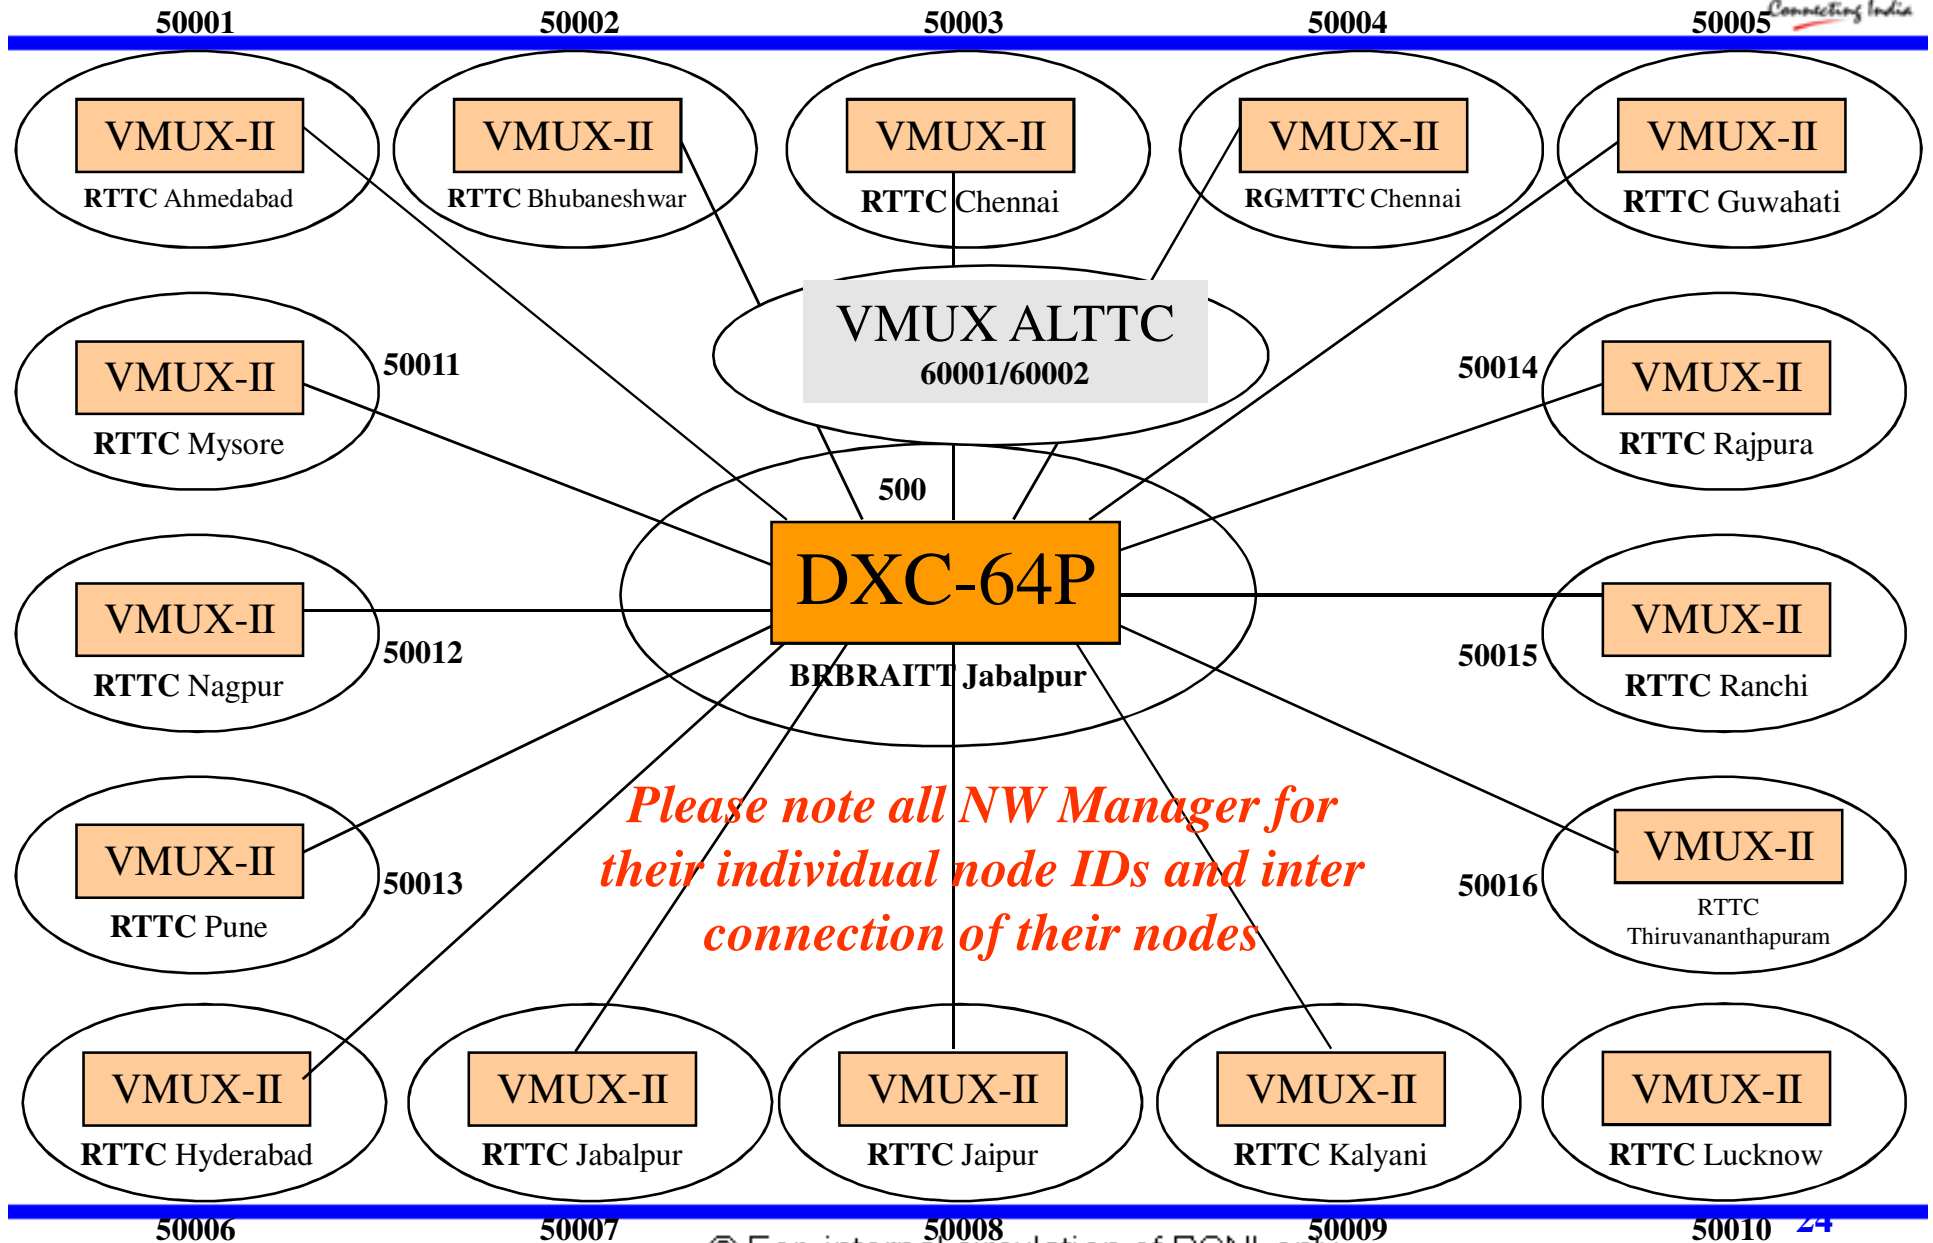 Connecting India
50001 50002 50003 50004 50005
VMUX-II VMUX-II VMUX-II VMUX-II VMUX-II
RTTC Ahmedabad RTTC Bhubaneshwar RTTC Chennai RGMTTC Chennai RTTC Guwahati
VMUX ALTTC
60001/60002
VMUX-II 50011 50014 VMUX-II
RTTC Mysore RTTC Rajpura
500
DXC-64P
BRBRAITT Jabalpur
VMUX-II VMUX-II
50012 50015
RTTC Nagpur RTTC Ranchi
Please note all NW Manager for
their individual node IDs and inter
connection of their nodes
VMUX-II VMUX-II
50013 50016
RTTC Pune RTTC
Thiruvananthapuram
VMUX-II VMUX-II VMUX-II VMUX-II VMUX-II
RTTC Hyderabad RTTC Jabalpur RTTC Jaipur RTTC Kalyani RTTC Lucknow
50006 50007 50008 50009 50010 24